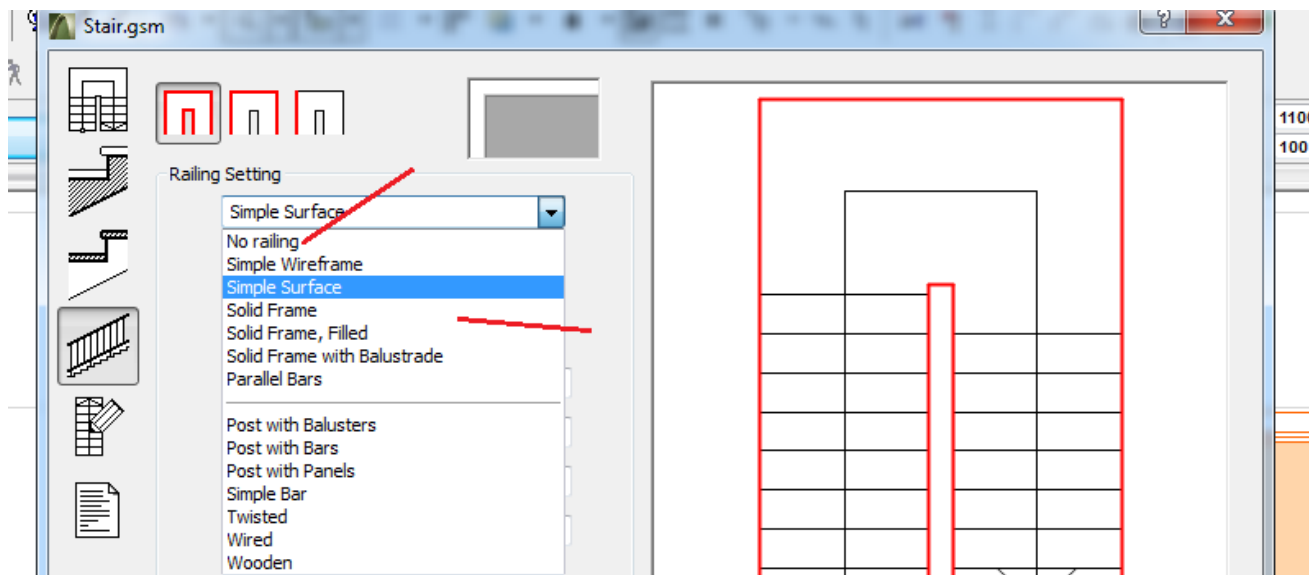 Stair.gsm
?
X
1100
100
Railing Setting
Simple Surface
No railing
Simple Wireframe
Simple Surface
Solid Frame
Solid Frame, Filled
Solid Frame with Balustrade
Parallel Bars
Post with Balusters
Post with Bars
Post with Panels
Simple Bar
Twisted
Wired
Wooden